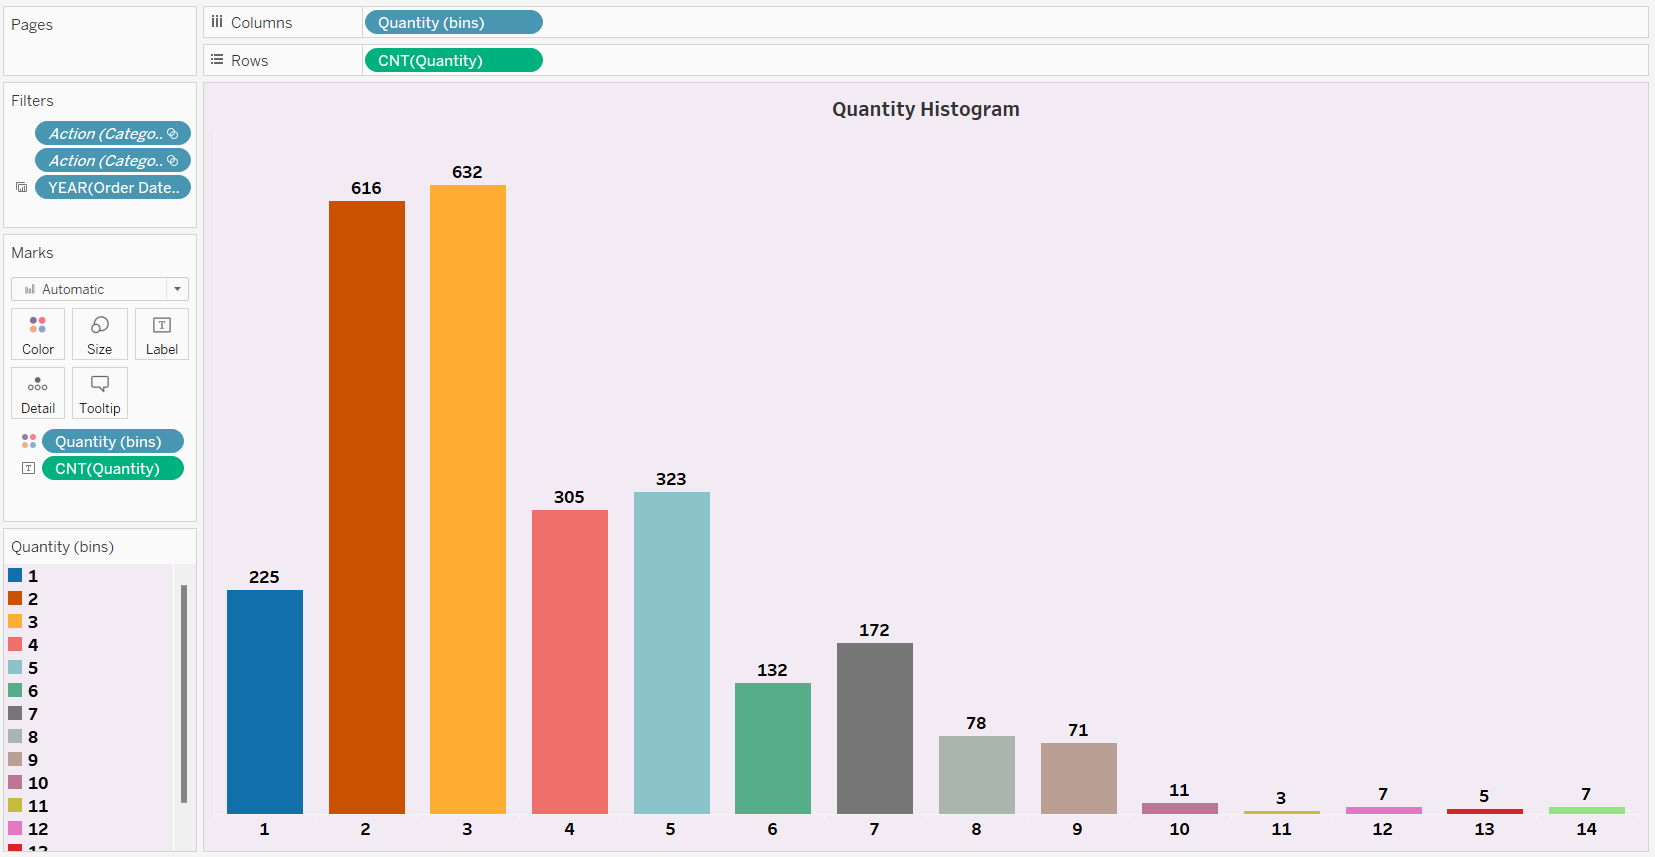 Pages
Columns
Quantity (bins)
Rows
CNT(Quantity)
Filters
Action (Catego..
Action (Catego..
YEAR(Order Date..
Marks
Automatic
Color
Size
Label
Detail
Tooltip
Quantity (bins)
CNT(Quantity)
Quantity (bins)
1
2
3
4
5
6
7
8
9
10
11
12
13
Quantity Histogram
225
616
632
305
323
132
172
78
71
11
3
7
5
7
1 2 3 4 5 6 7 8 9 10 11 12 13 14